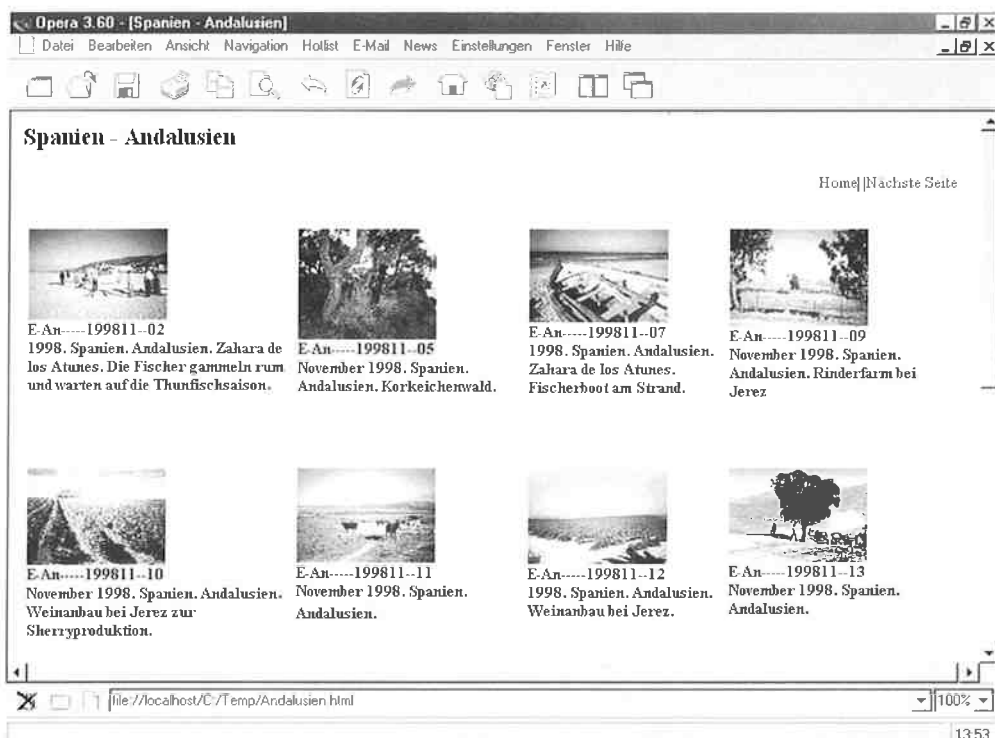 Opera 3.60 - [Spanien - Andalusien]
Datei Bearbeiten Ansicht Navigation Hotlist E-Mail News Einstellungen Fenster Hilfe
Spanien - Andalusien
Home||Nächste Seite
E-An-----199811--02
1998. Spanien. Andalusien. Zahara de
los Atunes. Die Fischer gammeln rum
und warten auf die Thunfischsaison.
E-An-----199811--05
November 1998. Spanien.
Andalusien. Korkeichenwald.
E-An-----199811--07
1998. Spanien. Andalusien.
Zahara de los Atunes.
Fischerboot am Strand.
E-An-----199811--09
November 1998. Spanien.
Andalusien. Rinderfarm bei
Jerez
E-An-----199811--10
November 1998. Spanien. Andalusien.
Weinanbau bei Jerez zur
Sherryproduktion.
E-An-----199811--11
November 1998. Spanien.
Andalusien.
E-An-----199811--12
1998. Spanien. Andalusien.
Weinanbau bei Jerez.
E-An-----199811--13
November 1998. Spanien.
Andalusien.
file://localhost/C:/Temp/Andalusien.html
100%
13:53